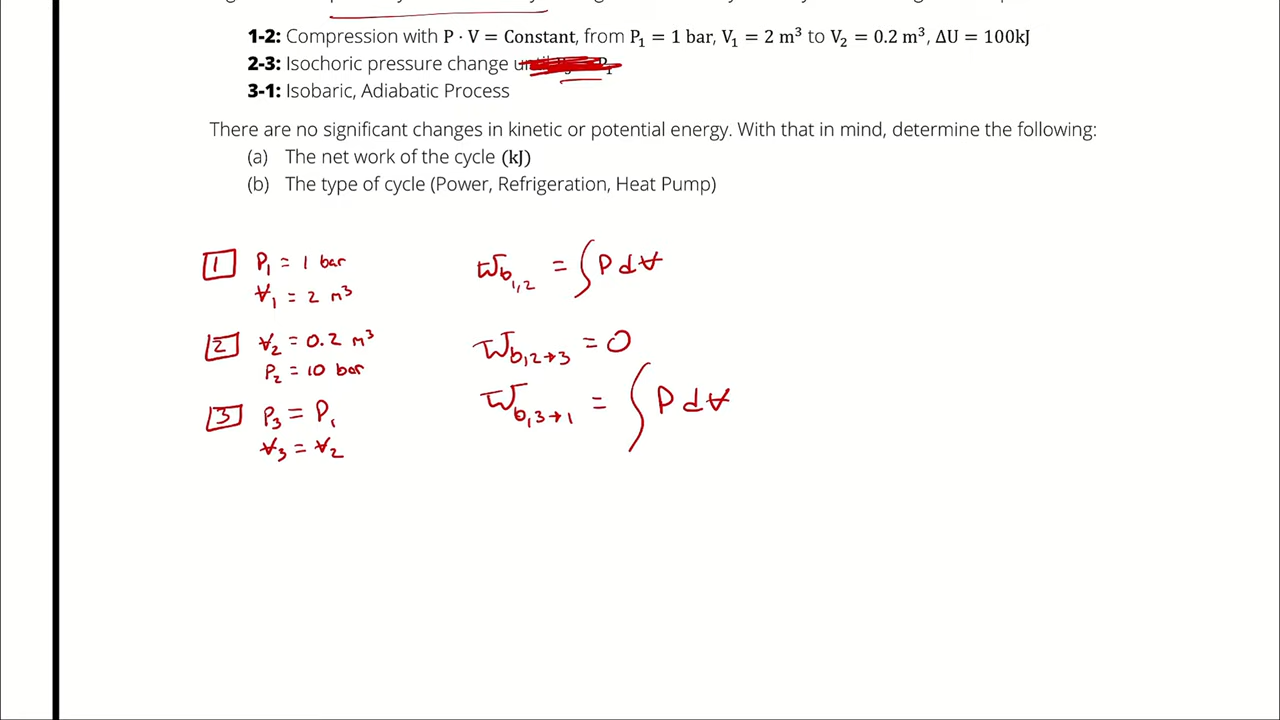 1-2: Compression with P · V = Constant, from P₁ = 1 bar, V₁ = 2 m³ to V₂ = 0.2 m³, ΔU = 100kJ
2-3: Isochoric pressure change
3-1: Isobaric, Adiabatic Process
There are no significant changes in kinetic or potential energy. With that in mind, determine the following:
(a) The net work of the cycle (kJ)
(b) The type of cycle (Power, Refrigeration, Heat Pump)
1 P₁ = 1 bar
V₁ = 2 m³
W_b₁,₂ = ∫ P dV
2 V₂ = 0.2 m³
P₂ = 10 bar
W_b,2→3 = 0
3 P₃ = P₁
V₃ = V₂
W_b,3→1 = ∫ P dV